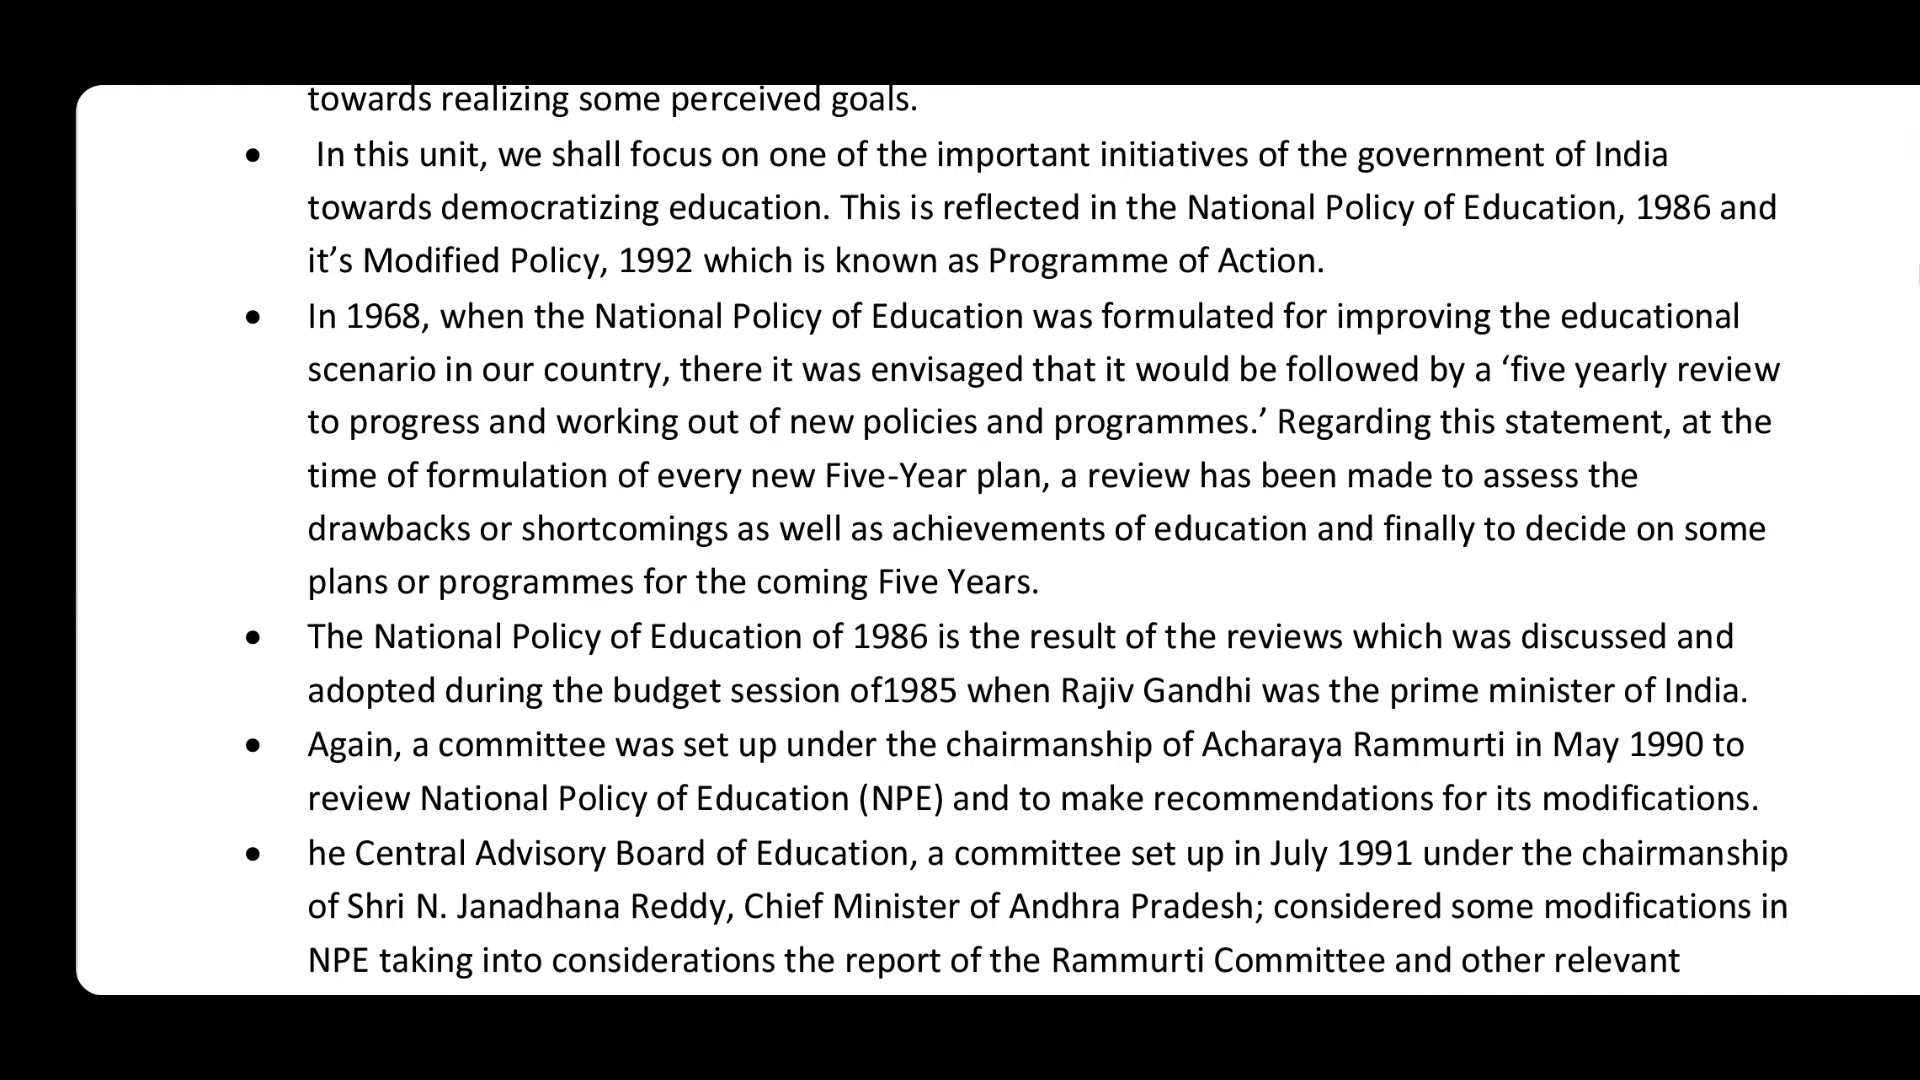 towards realizing some perceived goals.
• In this unit, we shall focus on one of the important initiatives of the government of India
towards democratizing education. This is reflected in the National Policy of Education, 1986 and
it’s Modified Policy, 1992 which is known as Programme of Action.
• In 1968, when the National Policy of Education was formulated for improving the educational
scenario in our country, there it was envisaged that it would be followed by a ‘five yearly review
to progress and working out of new policies and programmes.’ Regarding this statement, at the
time of formulation of every new Five-Year plan, a review has been made to assess the
drawbacks or shortcomings as well as achievements of education and finally to decide on some
plans or programmes for the coming Five Years.
• The National Policy of Education of 1986 is the result of the reviews which was discussed and
adopted during the budget session of1985 when Rajiv Gandhi was the prime minister of India.
• Again, a committee was set up under the chairmanship of Acharaya Rammurti in May 1990 to
review National Policy of Education (NPE) and to make recommendations for its modifications.
• he Central Advisory Board of Education, a committee set up in July 1991 under the chairmanship
of Shri N. Janadhana Reddy, Chief Minister of Andhra Pradesh; considered some modifications in
NPE taking into considerations the report of the Rammurti Committee and other relevant